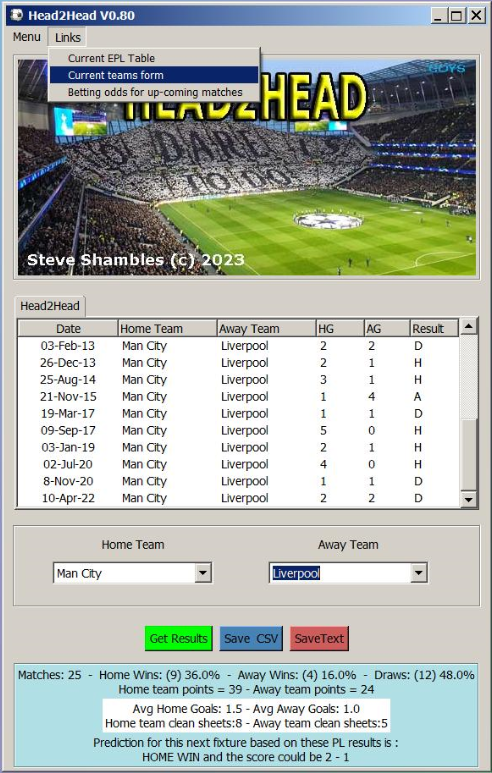 Head2Head V0.80
Menu Links
Current EPL Table
Current teams form
Betting odds for up-coming matches
HEAD2HEAD
DARE
TO DO
Steve Shambles (c) 2023
Head2Head
Date Home Team Away Team HG AG Result
03-Feb-13 Man City Liverpool 2 2 D
26-Dec-13 Man City Liverpool 2 1 H
25-Aug-14 Man City Liverpool 3 1 H
21-Nov-15 Man City Liverpool 1 4 A
19-Mar-17 Man City Liverpool 1 1 D
09-Sep-17 Man City Liverpool 5 0 H
03-Jan-19 Man City Liverpool 2 1 H
02-Jul-20 Man City Liverpool 4 0 H
8-Nov-20 Man City Liverpool 1 1 D
10-Apr-22 Man City Liverpool 2 2 D
Home Team Away Team
Man City Liverpool
Get Results Save CSV SaveText
Matches: 25 - Home Wins: (9) 36.0% - Away Wins: (4) 16.0% - Draws: (12) 48.0%
Home team points = 39 - Away team points = 24
Avg Home Goals: 1.5 - Avg Away Goals: 1.0
Home team clean sheets:8 - Away team clean sheets:5
Prediction for this next fixture based on these PL results is :
HOME WIN and the score could be 2 - 1